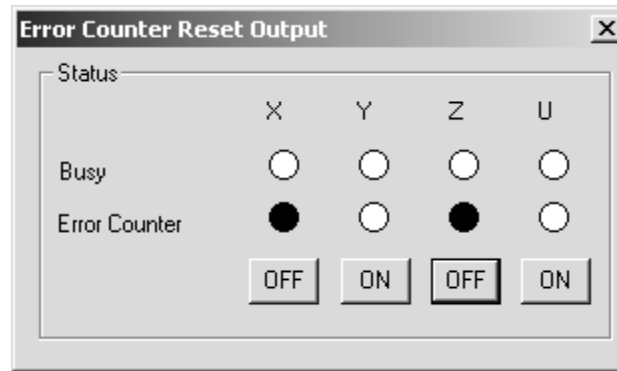 Error Counter Reset Output
Status
X Y Z U
Busy
Error Counter
OFF ON OFF ON